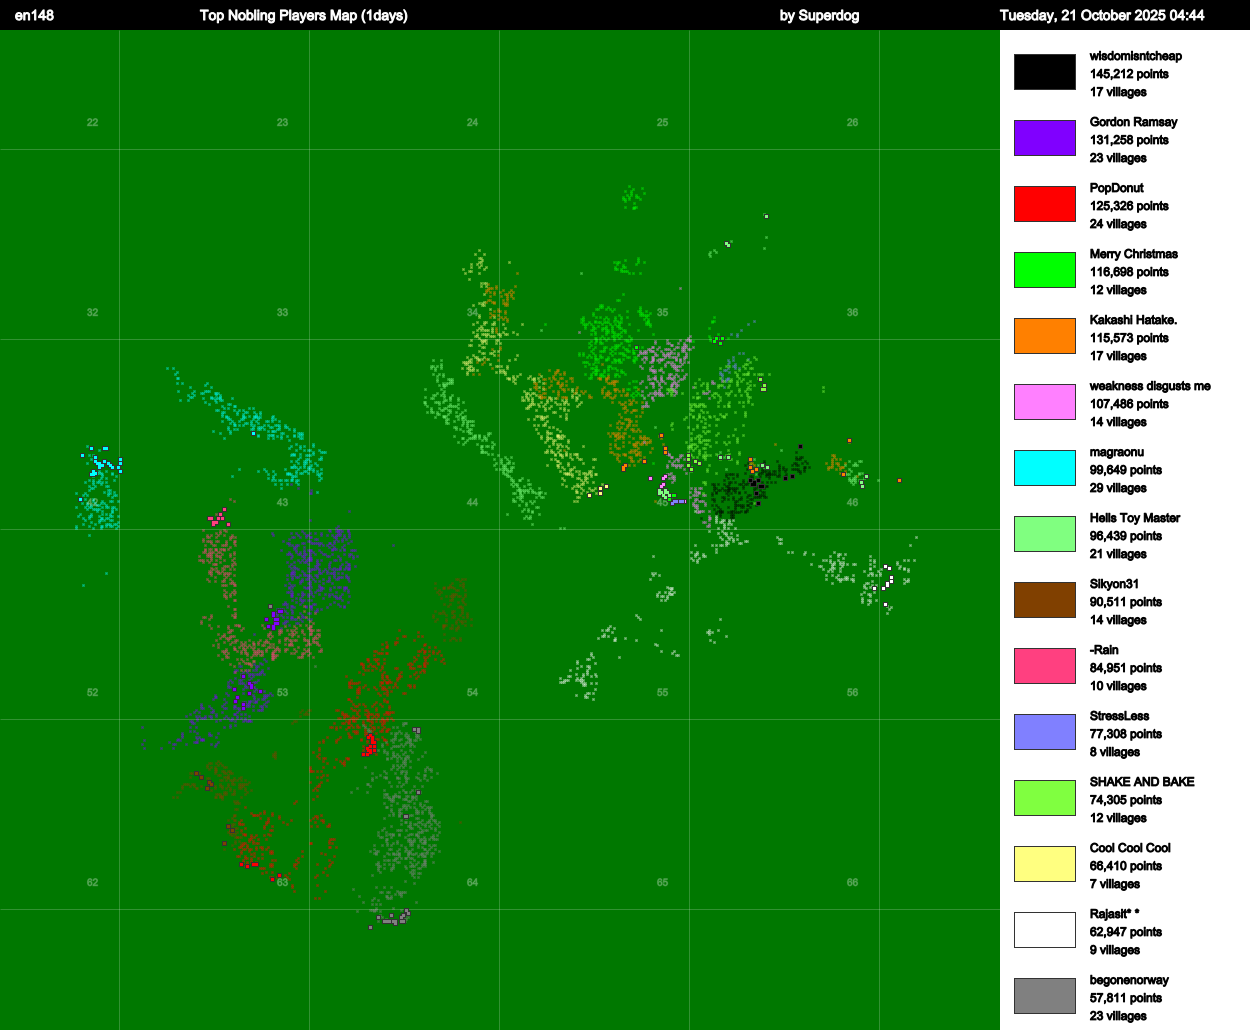 en148
Top Nobling Players Map (1days)
by Superdog
Tuesday, 21 October 2025 04:44
22 23 24 25 26
32 33 34 35 36
43 44 45 46
52 53 54 55 56
62 63 64 65 66
wisdomisntcheap
145,212 points
17 villages
Gordon Ramsay
131,258 points
23 villages
PopDonut
125,326 points
24 villages
Merry Christmas
116,698 points
12 villages
Kakashi Hatake.
115,573 points
17 villages
weakness disgusts me
107,486 points
14 villages
magraonu
99,649 points
29 villages
Hells Toy Master
96,439 points
21 villages
Sikyon31
90,511 points
14 villages
-Rain
84,951 points
10 villages
StressLess
77,308 points
8 villages
SHAKE AND BAKE
74,305 points
12 villages
Cool Cool Cool
66,410 points
7 villages
Rajasit* *
62,947 points
9 villages
begonenorway
57,811 points
23 villages